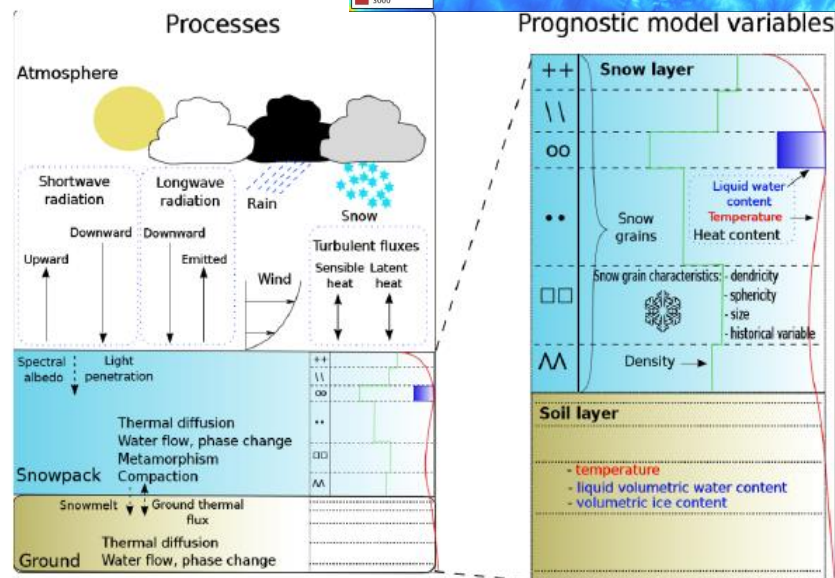 3000
Processes
Atmosphere
Shortwave
radiation
Longwave
radiation
Rain
Snow
Downward
Downward
Upward
Emitted
Wind
Turbulent fluxes
Sensible
heat
Latent
heat
Spectral
albedo
Light
penetration
Thermal diffusion
Water flow, phase change
Metamorphism
Compaction
Snowpack
Snowmelt
Ground thermal
flux
Thermal diffusion
Water flow, phase change
Ground
Prognostic model variables
Snow layer
Liquid water
content
Temperature
Heat content
Snow
grains
Snow grain characteristics:
- dendricity
- sphericity
- size
- historical variable
Density
Soil layer
- temperature
- liquid volumetric water content
- volumetric ice content